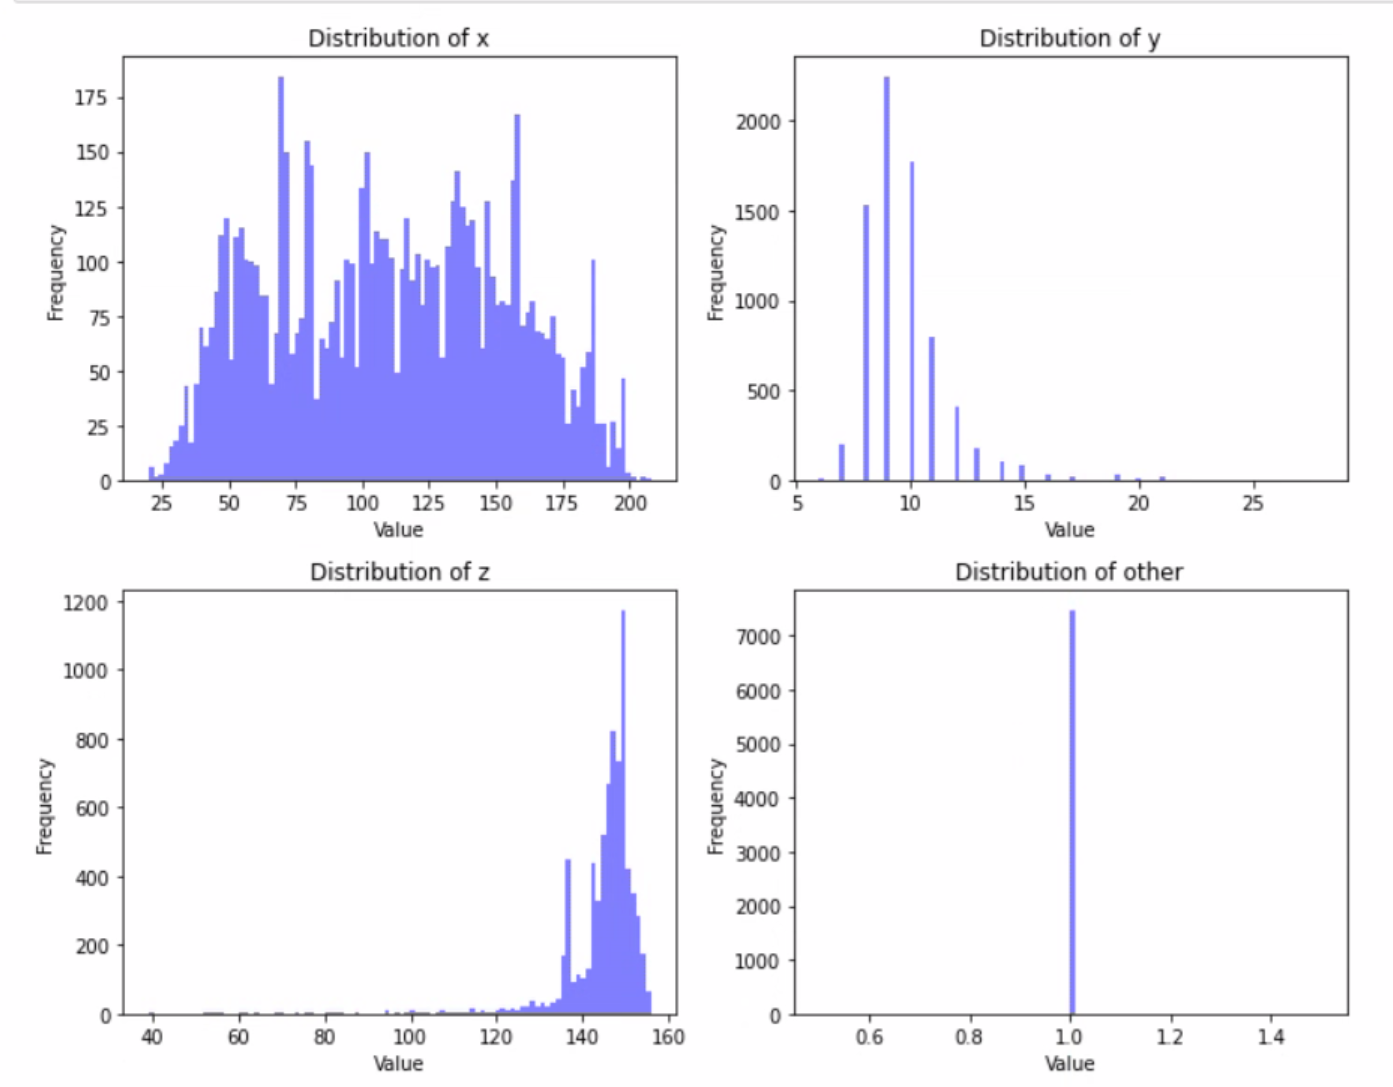 Distribution of x
Frequency
175
150
125
100
75
50
25
0
25 50 75 100 125 150 175 200
Value
Distribution of y
Frequency
2000
1500
1000
500
0
5 10 15 20 25
Value
Distribution of z
Frequency
1200
1000
800
600
400
200
0
40 60 80 100 120 140 160
Value
Distribution of other
Frequency
7000
6000
5000
4000
3000
2000
1000
0
0.6 0.8 1.0 1.2 1.4
Value